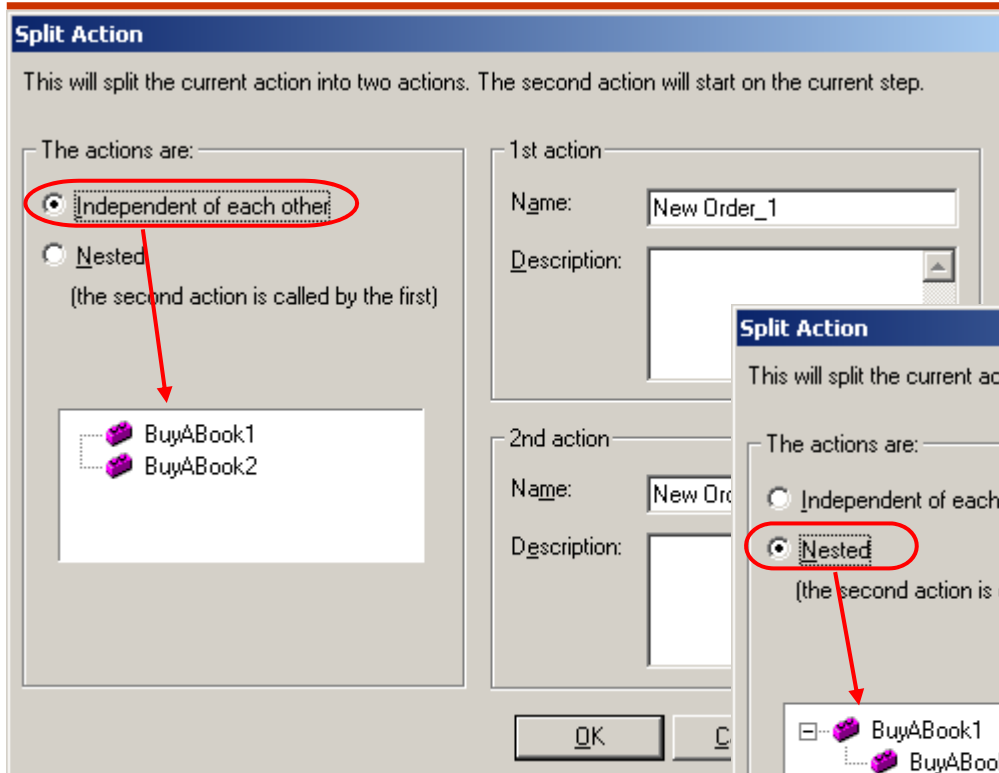 Split Action
This will split the current action into two actions. The second action will start on the current step.
The actions are:
Independent of each other
Nested
(the second action is called by the first)
BuyABook1
BuyABook2
1st action
Name:
New Order_1
Description:
2nd action
Name:
New Ord
Description:
OK
C
Split Action
This will split the current ac
The actions are:
Independent of each
Nested
(the second action is
BuyABook1
BuyABoo